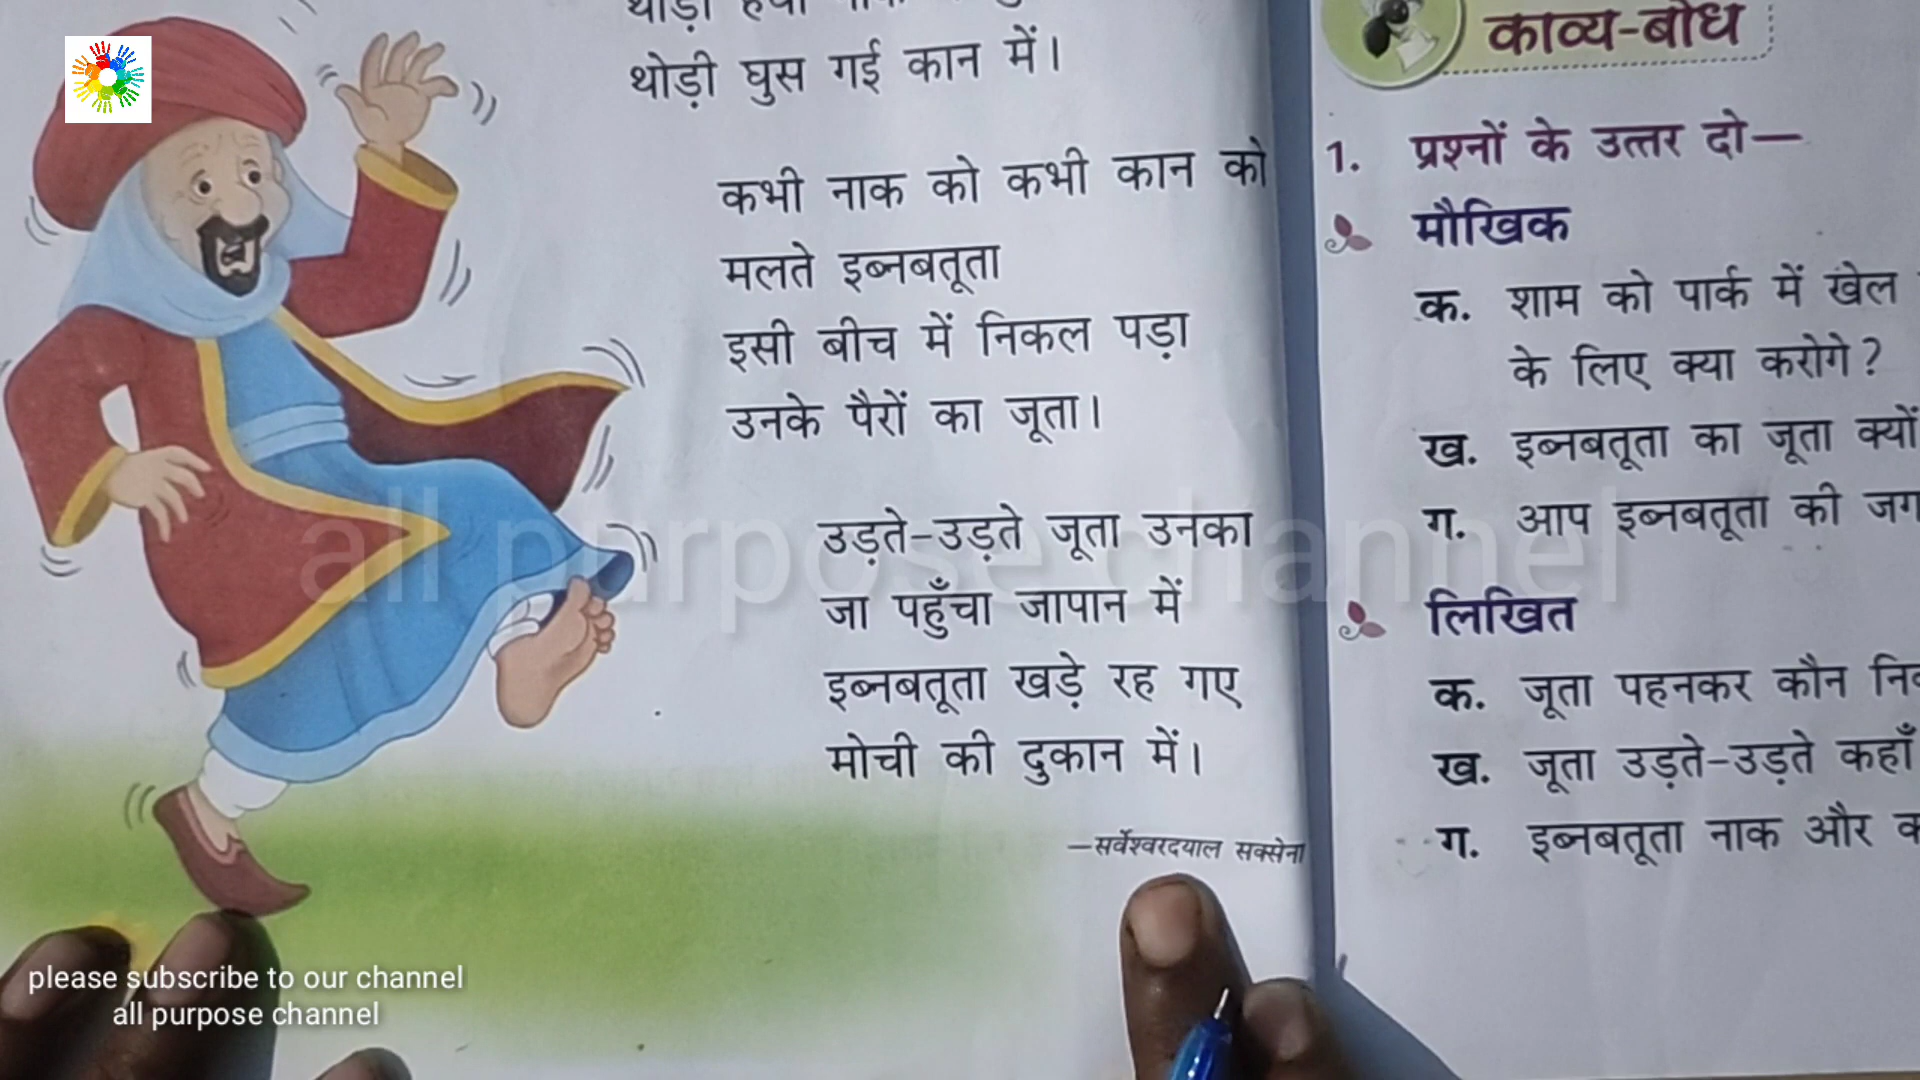 थोड़ी घुस गई कान में।
कभी नाक को कभी कान को
मलते इब्नबतूता
इसी बीच में निकल पड़ा
उनके पैरों का जूता।
उड़ते-उड़ते जूता उनका
जा पहुँचा जापान में
इब्नबतूता खड़े रह गए
मोची की दुकान में।
—सर्वेश्वरदयाल सक्सेना
काव्य-बोध
1. प्रश्नों के उत्तर दो—
मौखिक
क. शाम को पार्क में खेल
के लिए क्या करोगे?
ख. इब्नबतूता का जूता क्यों
ग. आप इब्नबतूता की
लिखित
क. जूता पहनकर कौन
ख. जूता उड़ते-उड़ते कहाँ
ग. इब्नबतूता नाक और
all purpose channel
please subscribe to our channel
all purpose channel